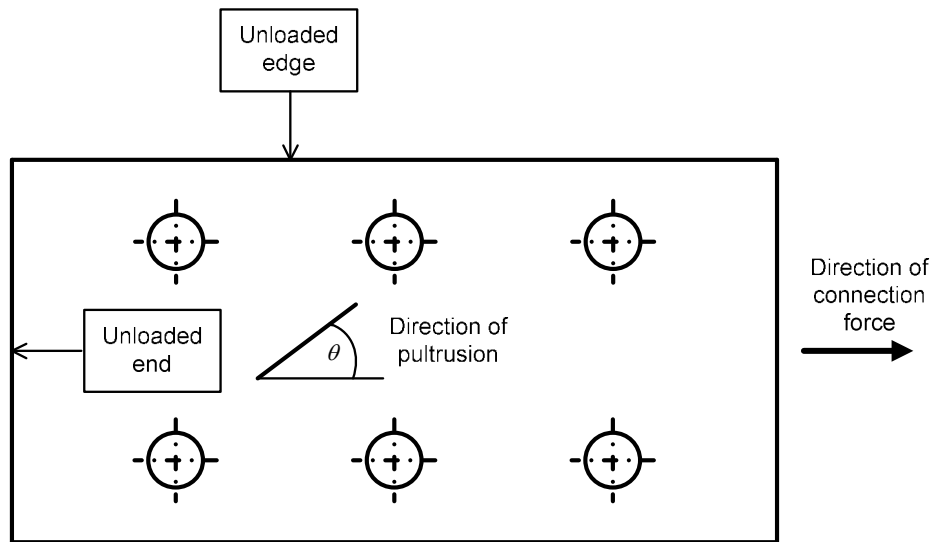 Unloaded
edge
Direction of
connection
force
Unloaded
end
θ
Direction of
pultrusion